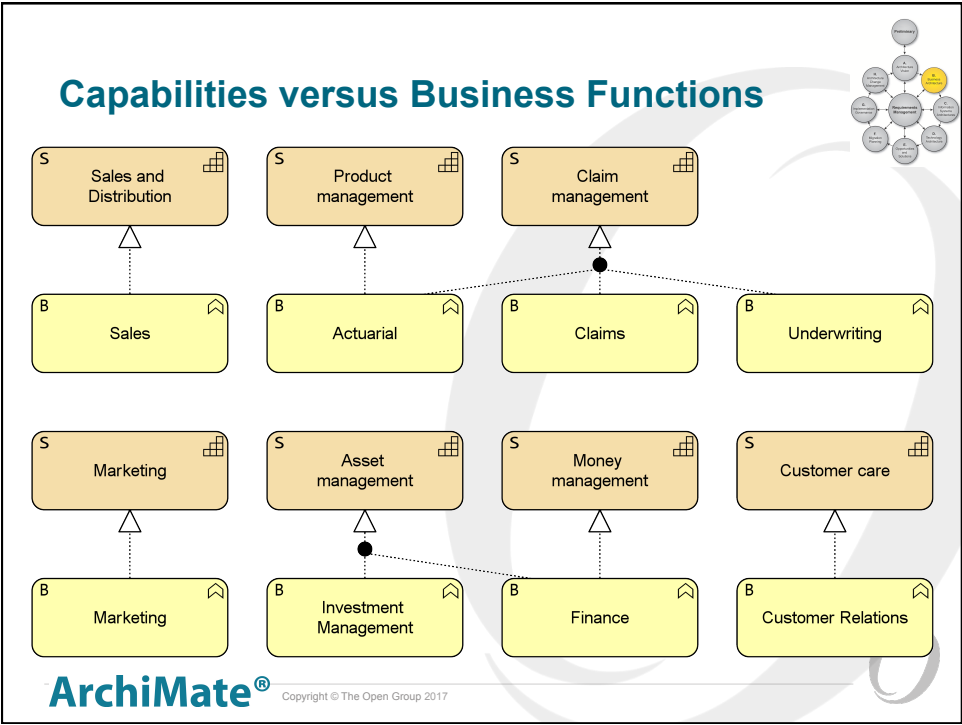 Preliminary
Capabilities versus Business Functions
Requirements
Management
S
Sales and
Distribution
S
Product
management
S
Claim
management
B
Sales
B
Actuarial
B
Claims
B
Underwriting
S
Marketing
S
Asset
management
S
Money
management
S
Customer care
B
Marketing
B
Investment
Management
B
Finance
B
Customer Relations
ArchiMate®
Copyright © The Open Group 2017